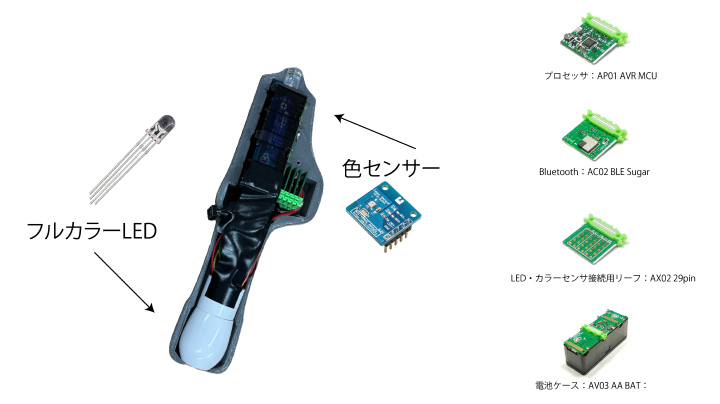 プロセッサ：AP01 AVR MCU
Bluetooth：AC02 BLE Sugar
色センサー
フルカラーLED
LED・カラーセンサ接続用リーフ：AX02 29pin
電池ケース：AV03 AA BAT：